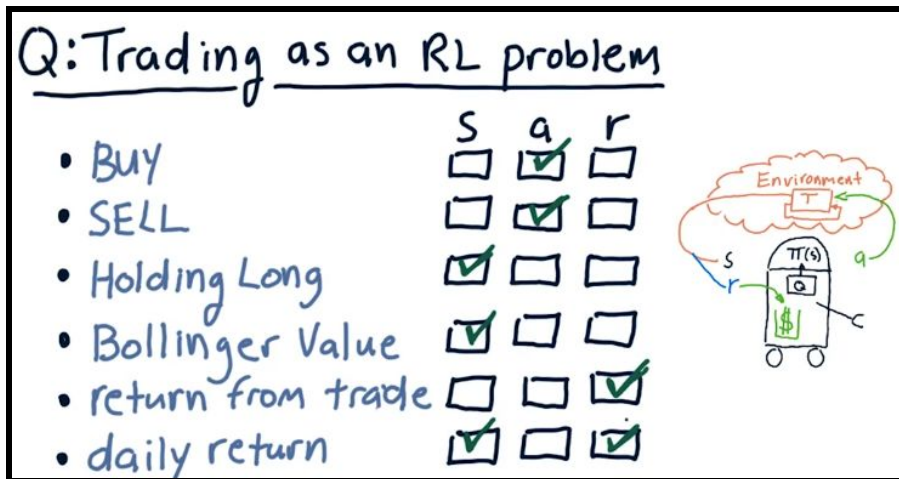 Q: Trading as an RL problem
S a r
• BUY
• SELL
• Holding Long
• Bollinger Value
• return from trade
• daily return
Environment
T
π(s)
S
a
Q
r
$